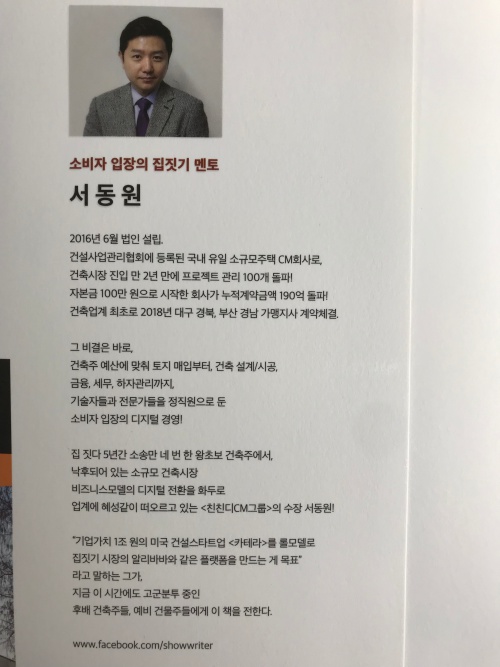 소비자 입장의 집짓기 멘토
서동원
2016년 6월 법인 설립.
건설사업관리협회에 등록된 국내 유일 소규모주택 CM회사로,
건축시장 진입 만 2년 만에 프로젝트 관리 100개 돌파!
자본금 100만 원으로 시작한 회사가 누적계약금액 190억 돌파!
건축업계 최초로 2018년 대구 경북, 부산 경남 가맹지사 계약체결.
그 비결은 바로,
건축주 예산에 맞춰 토지 매입부터, 건축 설계/시공,
금융, 세무, 하자관리까지,
기술자들과 전문가들을 정직원으로 둔
소비자 입장의 디지털 경영!
집 짓다 5년간 소송만 네 번 한 왕초보 건축주에서,
낙후되어 있는 소규모 건축시장
비즈니스모델의 디지털 전환을 화두로
업계에 혜성같이 떠오르고 있는 <친친디CM그룹>의 수장 서동원!
"기업가치 1조 원의 미국 건설스타트업 <카테라>를 롤모델로
집짓기 시장의 알리바바와 같은 플랫폼을 만드는 게 목표"
라고 말하는 그가,
지금 이 시간에도 고군분투 중인
후배 건축주들, 예비 건물주들에게 이 책을 전한다.
www.facebook.com/showwriter